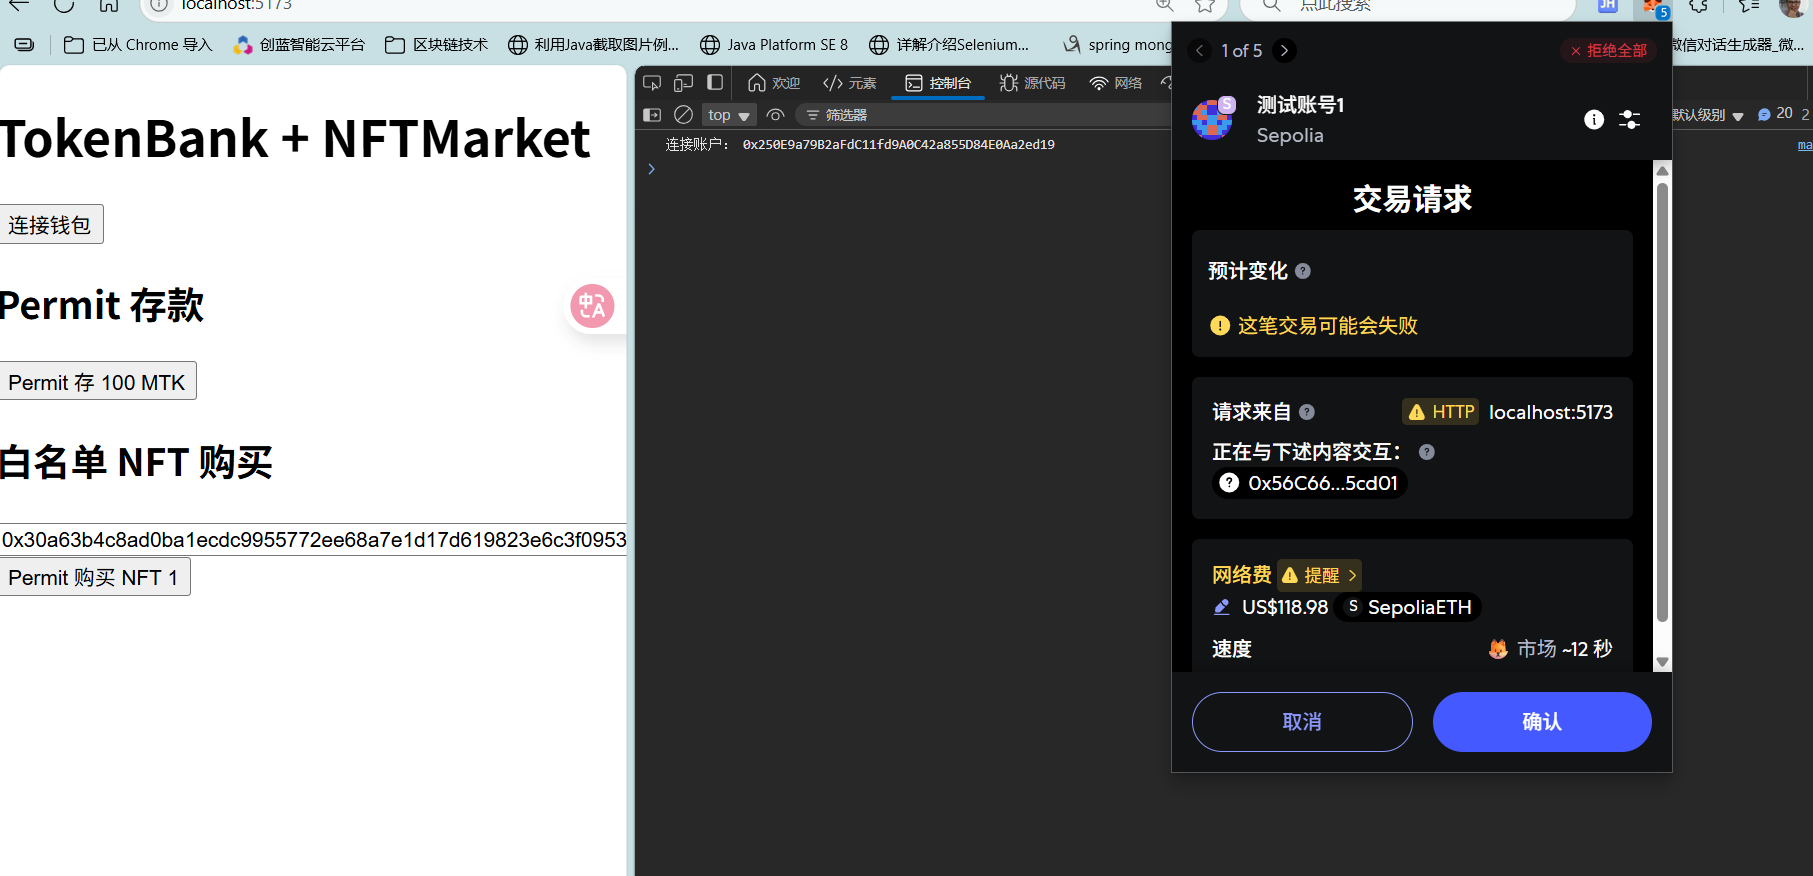 localhost:5173
点此搜索
JH
5
已从 Chrome 导入
创蓝智能云平台
区块链技术
利用Java截取图片例...
Java Platform SE 8
详解介绍Selenium...
spring mong
微信对话生成器_微...
TokenBank + NFTMarket
连接钱包
Permit 存款
Permit 存 100 MTK
白名单 NFT 购买
0x30a63b4c8ad0ba1ecdc9955772ee68a7e1d17d619823e6c3f0953
Permit 购买 NFT 1
中A
欢迎
元素
控制台
源代码
网络
top
筛选器
默认级别
20
2
连接账户： 0x250E9a79B2aFdC11fd9A0C42a855D84E0Aa2ed19
ma
1 of 5
拒绝全部
S
测试账号1
Sepolia
交易请求
预计变化
这笔交易可能会失败
请求来自
HTTP
localhost:5173
正在与下述内容交互：
0x56C66...5cd01
网络费
提醒
US$118.98
S
SepoliaETH
速度
市场 ~12 秒
取消
确认